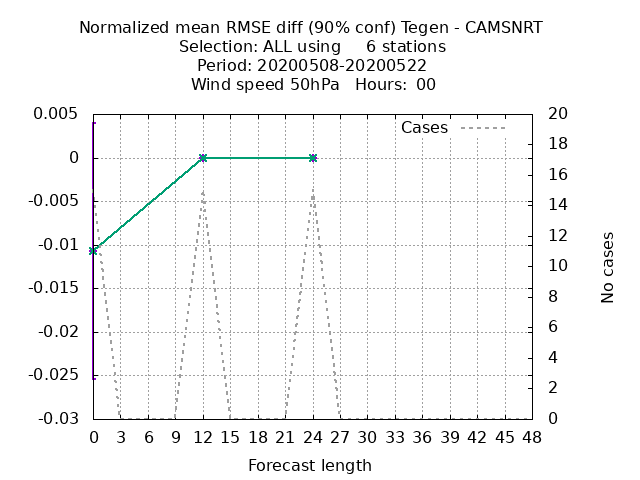 Normalized mean RMSE diff (90% conf) Tegen - CAMSNRT
Selection: ALL using     6 stations
Period: 20200508-20200522
Wind speed 50hPa   Hours:  00
Cases
0.005
0
-0.005
-0.01
-0.015
-0.02
-0.025
-0.03
20
18
16
14
12
10
8
6
4
2
0
No cases
0 3 6 9 12 15 18 21 24 27 30 33 36 39 42 45 48
Forecast length